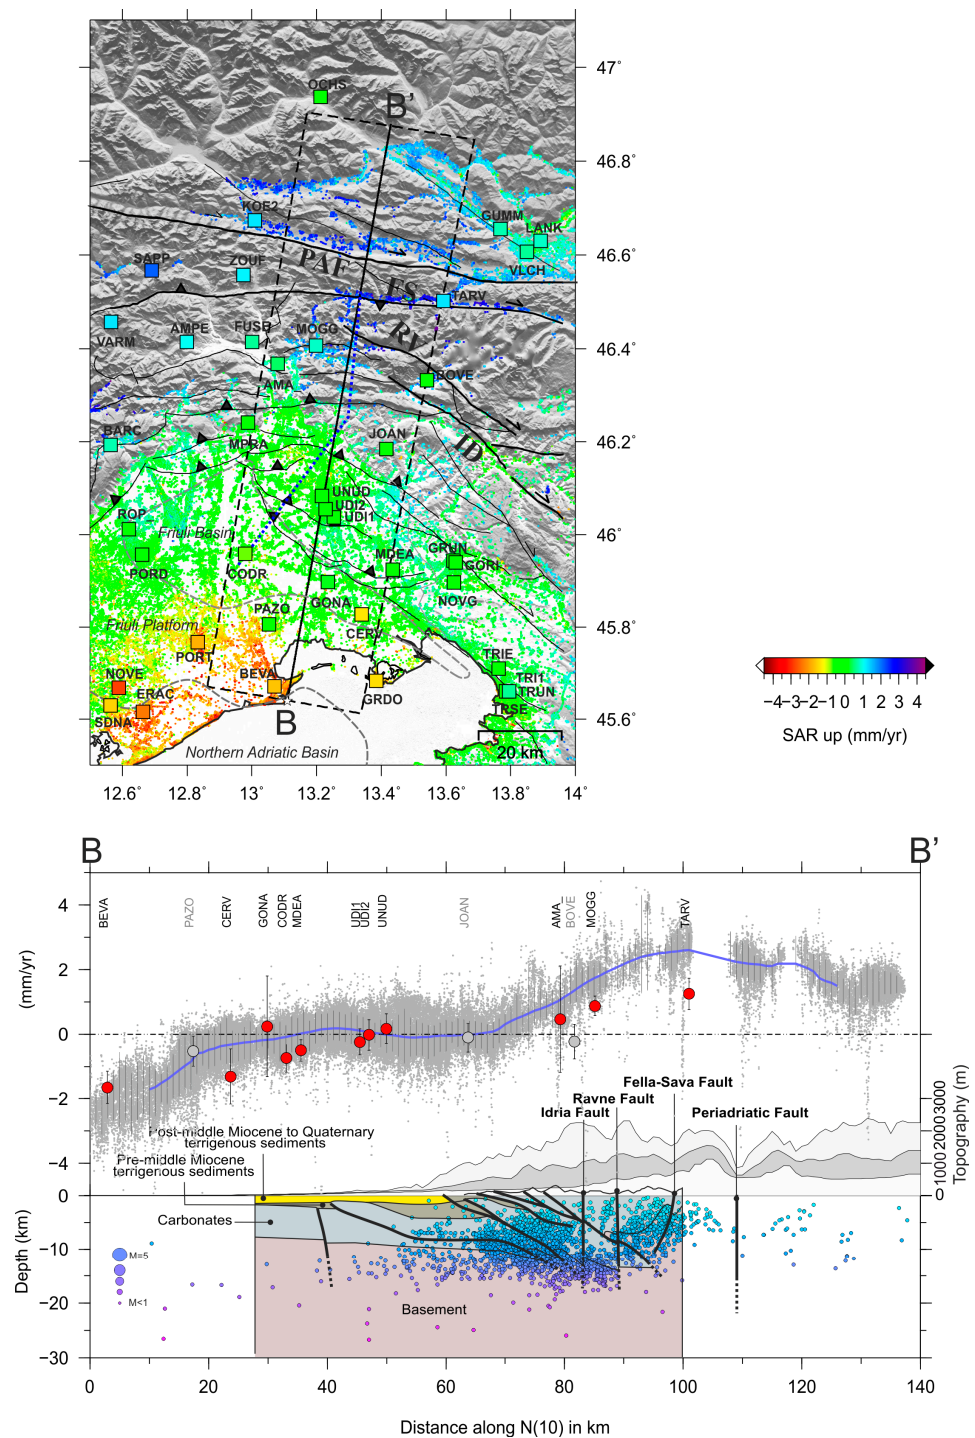 OCHS
B'
47°
46.8°
KOE2
GUMM
LANK
46.6°
SAPP
ZOUF
PAF
VLCH
FS
TARV
VARM
AMPE
FUSE
MOGG
RV
46.4°
AMA
BOVE
BARC
MPRA
JOAN
ID
46.2°
UNUD
UDI2
UDI1
ROP
Friuli Basin
46°
PORD
CODR
MDEA
GRUN
GORI
NOVG
GONA
PAZO
CERV
Friuli Platform
45.8°
PORT
TRIE
NOVE
ERAC
BEVA
GRDO
TRI1
TRUN
TRSE
SDNA
B
45.6°
Northern Adriatic Basin
20 km
12.6° 12.8° 13° 13.2° 13.4° 13.6° 13.8° 14°
−4 −3 −2 −1 0 1 2 3 4
SAR up (mm/yr)
B B'
BEVA PAZO CERV GONA CODR MDEA UDI1 UDI2 UNUD JOAN AMA_ BOVE MOGG TARV
4
2
0
−2
−4
(mm/yr)
Fella-Sava Fault
Ravne Fault
Idria Fault
Periadriatic Fault
Post-middle Miocene to Quaternary
terrigenous sediments
Pre-middle Miocene
terrigenous sediments
Carbonates
Basement
M=5
M<1
0 1000 2000 3000
Topography (m)
0
−10
−20
−30
Depth (km)
0 20 40 60 80 100 120 140
Distance along N(10) in km